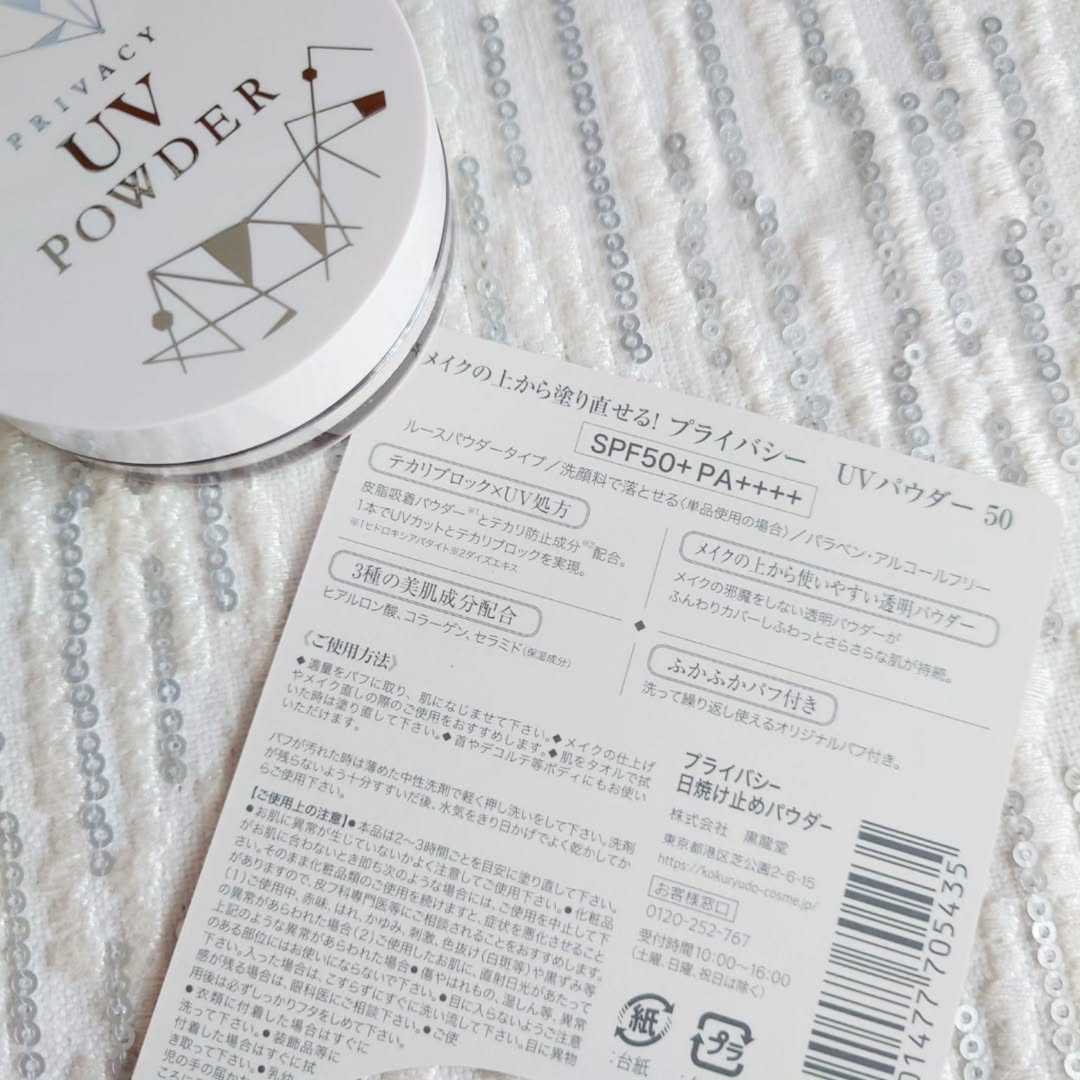 PRIVACY
UV
POWDER
メイクの上から塗り直せる! プライバシー UVパウダー 50
SPF50+ PA++++
ルースパウダータイプ/洗顔料で落とせる〈単品使用の場合〉/パラベン・アルコールフリー
テカリブロック×UV処方
皮脂吸着パウダー※1とテカリ防止成分※2配合。
1本でUVカットとテカリブロックを実現。
※1ヒドロキシアパタイト※2ダイズエキス
メイクの上から使いやすい透明パウダー
メイクの邪魔をしない透明パウダーが
ふんわりカバーしふわっとさらさらな肌が持続。
3種の美肌成分配合
ヒアルロン酸、コラーゲン、セラミド(保湿成分)
ふかふかパフ付き
洗って繰り返し使えるオリジナルパフ付き。
《ご使用方法》
◆適量をパフに取り、肌になじませて下さい。◆メイクの仕上げ
やメイク直しの際のご使用をおすすめします。◆肌をタオルで拭
いた時は塗り直して下さい。◆首やデコルテ等ボディにもお使い
いただけます。
パフが汚れた時は薄めた中性洗剤で軽く押し洗いをして下さい。洗剤
が残らないよう十分すすいだ後、水気をきり日かげでよく乾かしてか
らご使用下さい。
【ご使用上の注意】●本品は2～3時間ごとを目安に塗り直して下さい。
●お肌に異常が生じていないかよく注意してご使用下さい。●化粧品
がお肌に合わないとき即ち次のような場合には、ご使用を中止して下
さい。そのまま化粧品類のご使用を続けますと、症状を悪化させること
がありますので、皮フ科専門医等にご相談されることをおすすめします。
(1)ご使用中、赤味、はれ、かゆみ、刺激、色抜け(白斑等)や黒ずみ等
の異常があらわれた場合(2)ご使用したお肌に、直射日光があたって
上記のような異常があらわれた場合●傷やはれもの、湿しん等、異常
のある部位にはお使いにならないで下さい。●目に入らないようご注意
下さい。入った場合は、こすらずにすぐに洗い流して下さい。目に異物
感が残る場合は、眼科医にご相談下さい。●ご使
用後は必ずしっかりフタをしめて下さい。
●衣類に付着した場合はすぐに
洗って下さい。●装飾品等に
付着した場合はすぐに拭
き取って下さい。●乳幼
児の手の届かな
プライバシー
日焼け止めパウダー
株式会社 黒龍堂
東京都港区芝公園2-6-15
https://kokuryudo-cosme.jp/
お客様窓口
0120-252-767
受付時間10:00～16:00
(土曜、日曜、祝日は除く)
紙
:台紙
プラ
01477 705435